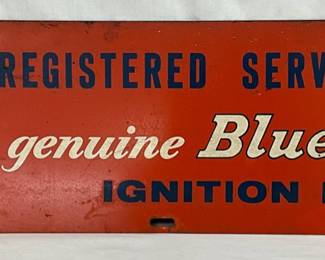 REGISTERED SERV
genuine Blue
IGNITION